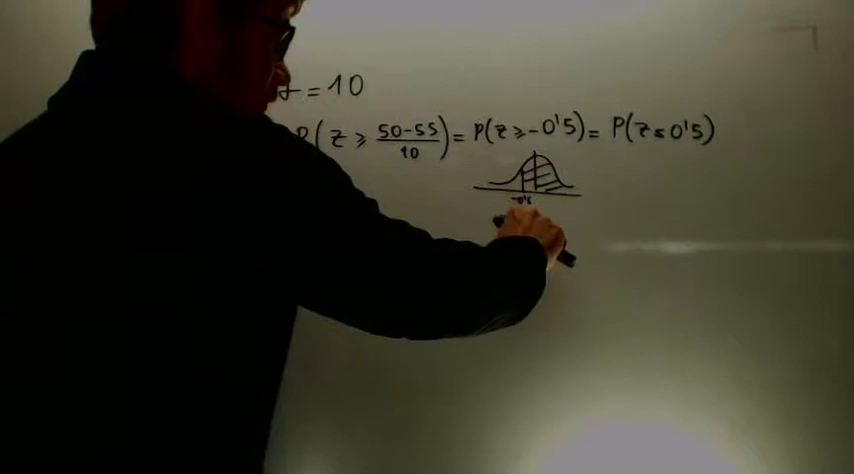 = 10
P(z ⩾ 50-55/10) = P(z ⩾ -0'5) = P(z ≤ 0'5)
-0'5